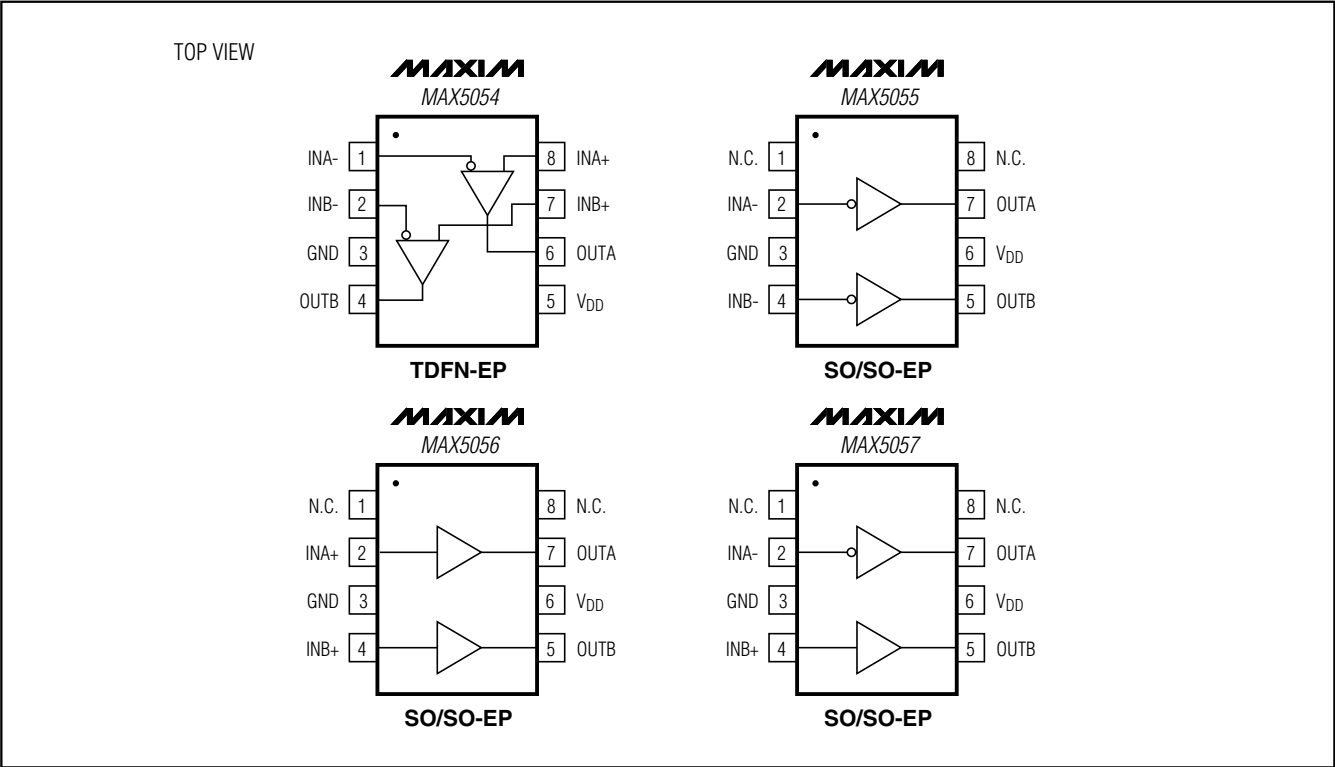 TOP VIEW
MAXIM
MAX5054
INA- 1
8 INA+
INB- 2
7 INB+
GND 3
6 OUTA
OUTB 4
5 VDD
TDFN-EP
MAXIM
MAX5055
N.C. 1
8 N.C.
INA- 2
7 OUTA
GND 3
6 VDD
INB- 4
5 OUTB
SO/SO-EP
MAXIM
MAX5056
N.C. 1
8 N.C.
INA+ 2
7 OUTA
GND 3
6 VDD
INB+ 4
5 OUTB
SO/SO-EP
MAXIM
MAX5057
N.C. 1
8 N.C.
INA- 2
7 OUTA
GND 3
6 VDD
INB+ 4
5 OUTB
SO/SO-EP